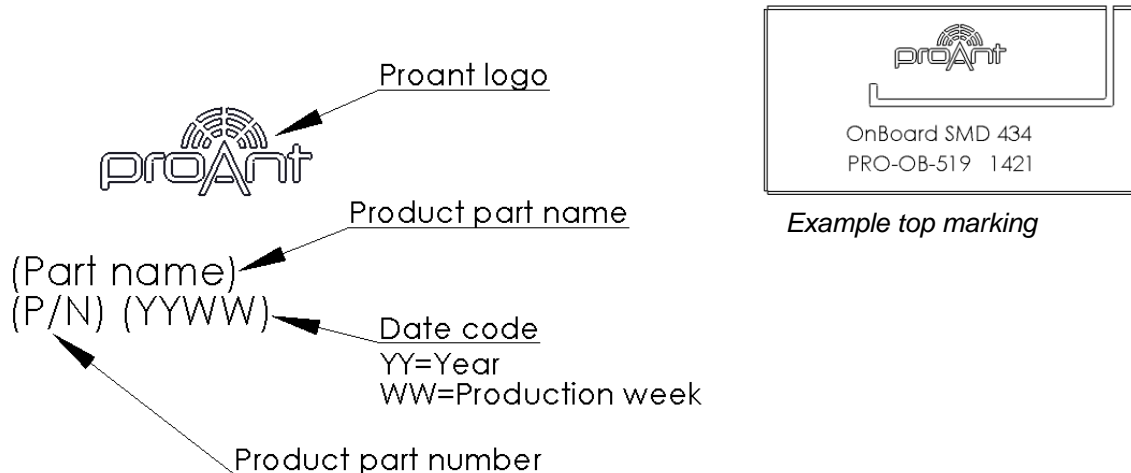 Proant logo
proAnt
Product part name
(Part name)
(P/N) (YYWW)
Date code
YY=Year
WW=Production week
Product part number
proAnt
OnBoard SMD 434
PRO-OB-519 1421
Example top marking